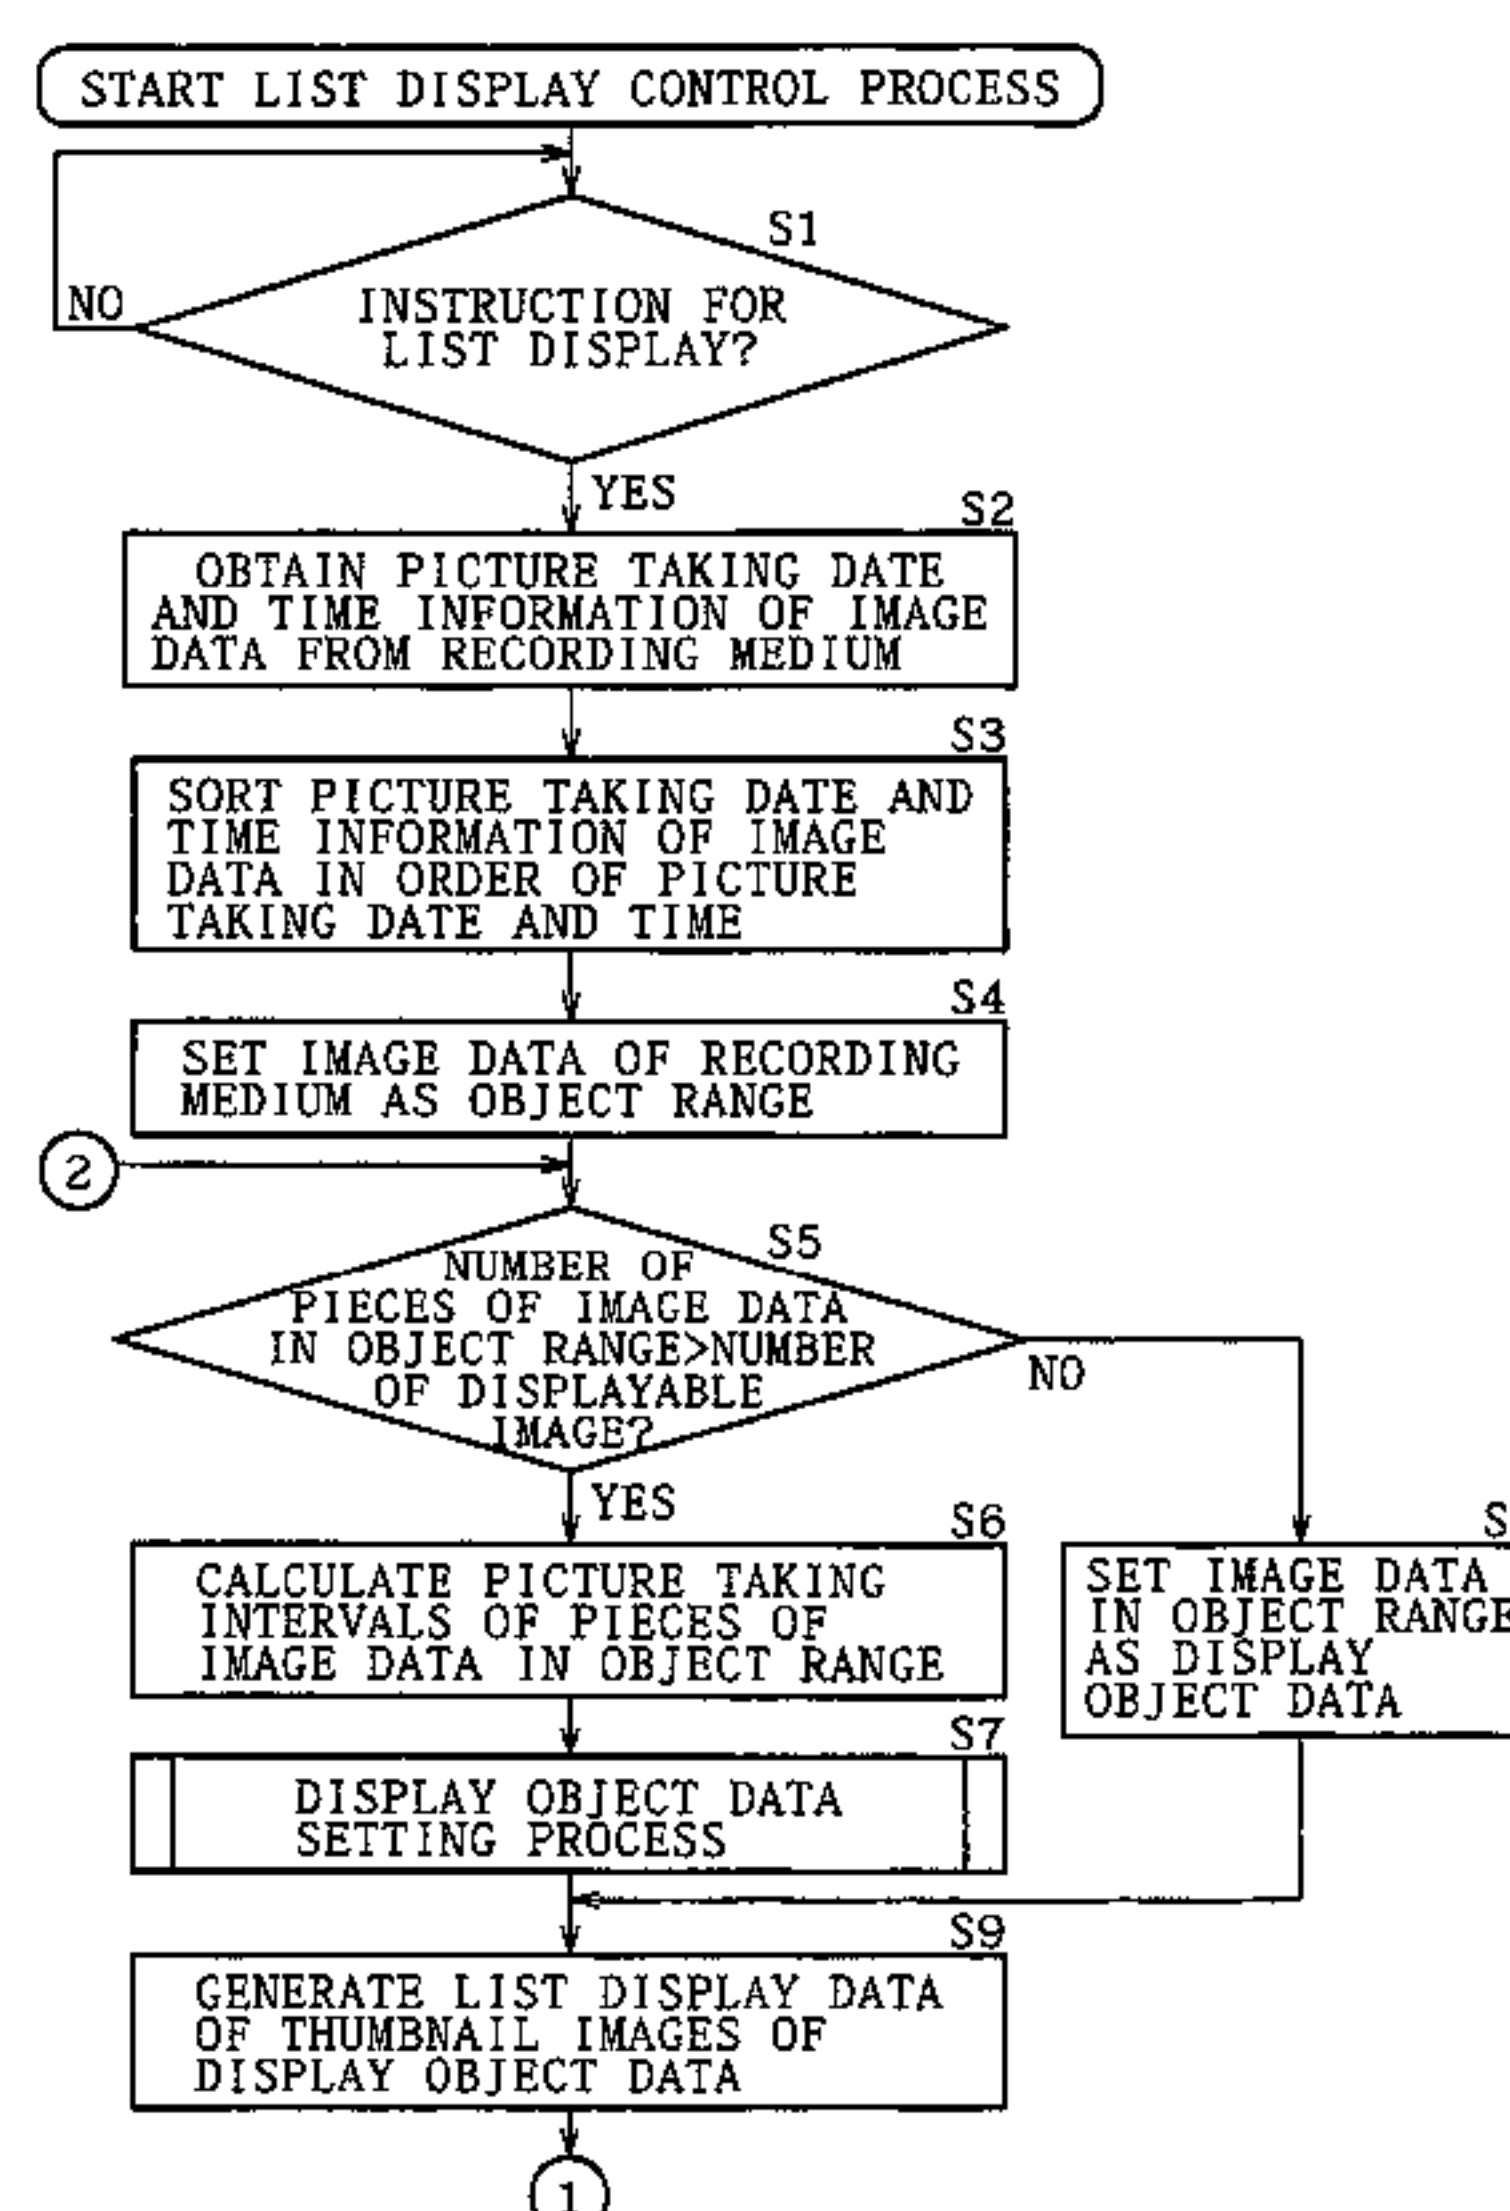 START LIST DISPLAY CONTROL PROCESS
S1
NO
INSTRUCTION FOR
LIST DISPLAY?
YES
S2
OBTAIN PICTURE TAKING DATE
AND TIME INFORMATION OF IMAGE
DATA FROM RECORDING MEDIUM
S3
SORT PICTURE TAKING DATE AND
TIME INFORMATION OF IMAGE
DATA IN ORDER OF PICTURE
TAKING DATE AND TIME
S4
SET IMAGE DATA OF RECORDING
MEDIUM AS OBJECT RANGE
2
S5
NUMBER OF
PIECES OF IMAGE DATA
IN OBJECT RANGE>NUMBER
OF DISPLAYABLE
IMAGE?
NO
YES
S6
CALCULATE PICTURE TAKING
INTERVALS OF PIECES OF
IMAGE DATA IN OBJECT RANGE
S
SET IMAGE DATA
IN OBJECT RANGE
AS DISPLAY
OBJECT DATA
S7
DISPLAY OBJECT DATA
SETTING PROCESS
S9
GENERATE LIST DISPLAY DATA
OF THUMBNAIL IMAGES OF
DISPLAY OBJECT DATA
1